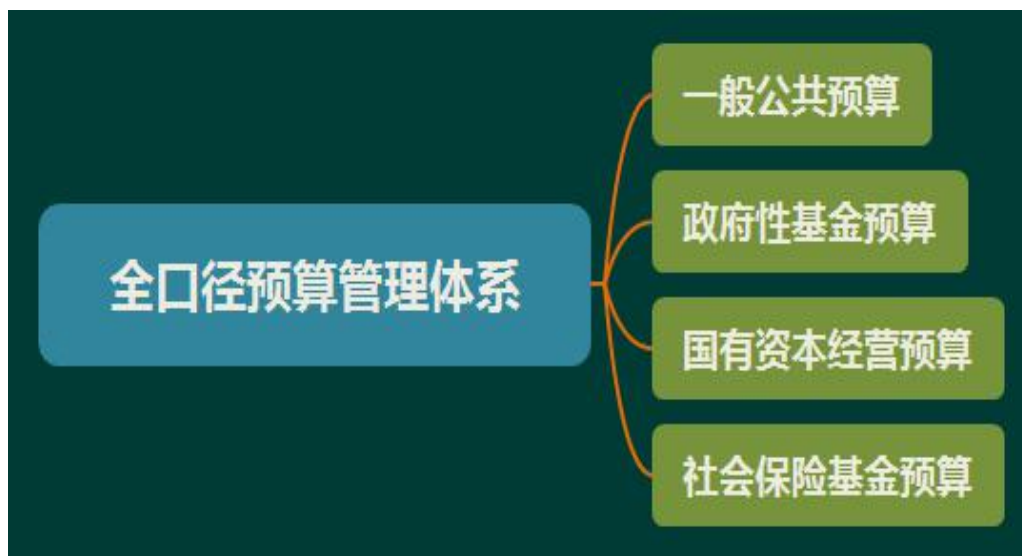 一般公共预算
政府性基金预算
全口径预算管理体系
国有资本经营预算
社会保险基金预算